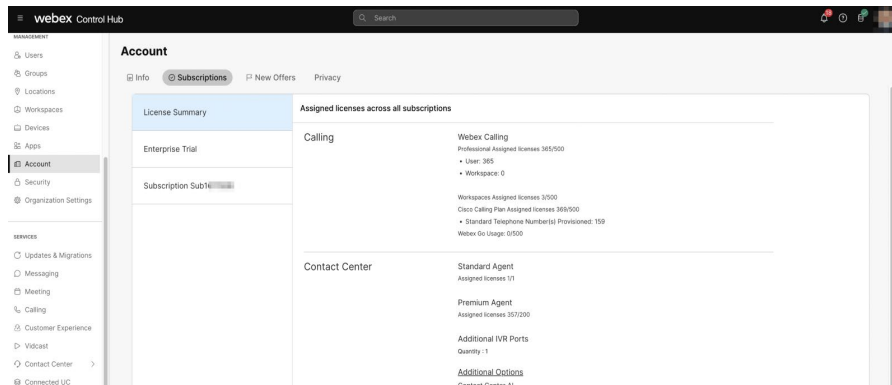 webex Control Hub
Search
MANAGEMENT
Users
Groups
Locations
Workspaces
Devices
Apps
Account
Security
Organization Settings
SERVICES
Updates & Migrations
Messaging
Meeting
Calling
Customer Experience
Vidcast
Contact Center
Connected UC
Account
Info
Subscriptions
New Offers
Privacy
License Summary
Enterprise Trial
Subscription
Assigned licenses across all subscriptions
Calling
Webex Calling
Professional Assigned licenses 365/500
• User: 365
• Workspace: 0
Workspaces Assigned licenses 3/500
Cisco Calling Plan Assigned licenses 369/500
• Standard Telephone Number(s) Provisioned: 159
Webex Go Usage: 0/500
Contact Center
Standard Agent
Assigned licenses 1/1
Premium Agent
Assigned licenses 357/200
Additional IVR Ports
Quantity : 1
Additional Options
Contact Center AI